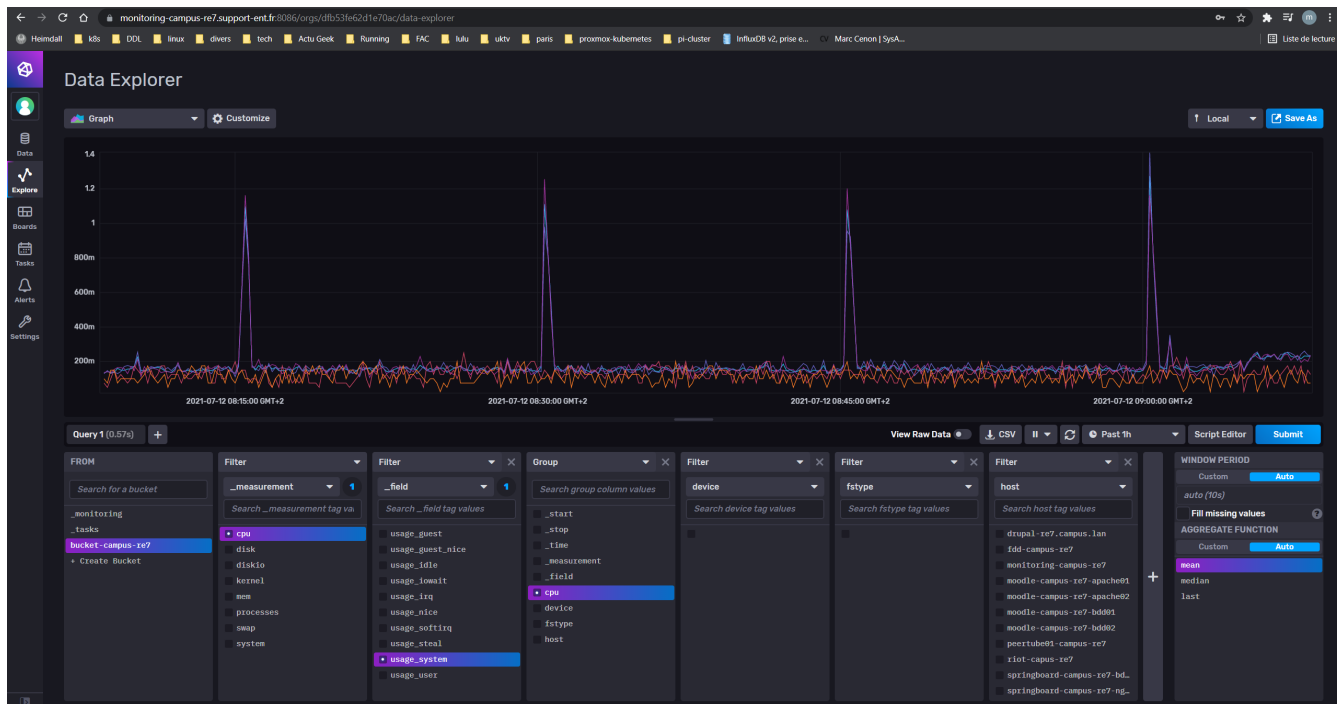 monitoring-campus-re7.support-ent.fr:8086/orgs/dfb53fe62d1e70ac/data-explorer
Heimdall k8s DDL linux divers tech Actu Geek Running FAC lulu uktv paris proxmox-kubernetes pi-cluster InfluxDB v2, prise e... CV Marc Cenon | SysA... Liste de lecture
Data Explorer
Graph Customize Local Save As
Data
Explore
Boards
Tasks
Alerts
Settings
1.4
1.2
1
800m
600m
400m
200m
2021-07-12 08:15:00 GMT+2 2021-07-12 08:30:00 GMT+2 2021-07-12 08:45:00 GMT+2 2021-07-12 09:00:00 GMT+2
Query 1 (0.57s) + View Raw Data CSV Past 1h Script Editor Submit
FROM
Search for a bucket
_monitoring
_tasks
bucket-campus-re7
+ Create Bucket
Filter
_measurement 1
Search _measurement tag va
cpu
disk
diskio
kernel
mem
processes
swap
system
Filter
_field 1
Search _field tag values
usage_guest
usage_guest_nice
usage_idle
usage_iowait
usage_irq
usage_nice
usage_softirq
usage_steal
usage_system
usage_user
Group
Search group column values
_start
_stop
_time
_measurement
_field
cpu
device
fstype
host
Filter
device
Search device tag values
Filter
fstype
Search fstype tag values
Filter
host
Search host tag values
drupal-re7.campus.lan
fdd-campus-re7
monitoring-campus-re7
moodle-campus-re7-apache01
moodle-campus-re7-apache02
moodle-campus-re7-bdd01
moodle-campus-re7-bdd02
peertube01-campus-re7
riot-capus-re7
springboard-campus-re7-bd…
springboard-campus-re7-ng…
+
WINDOW PERIOD
Custom Auto
auto (10s)
Fill missing values ?
AGGREGATE FUNCTION
Custom Auto
mean
median
last